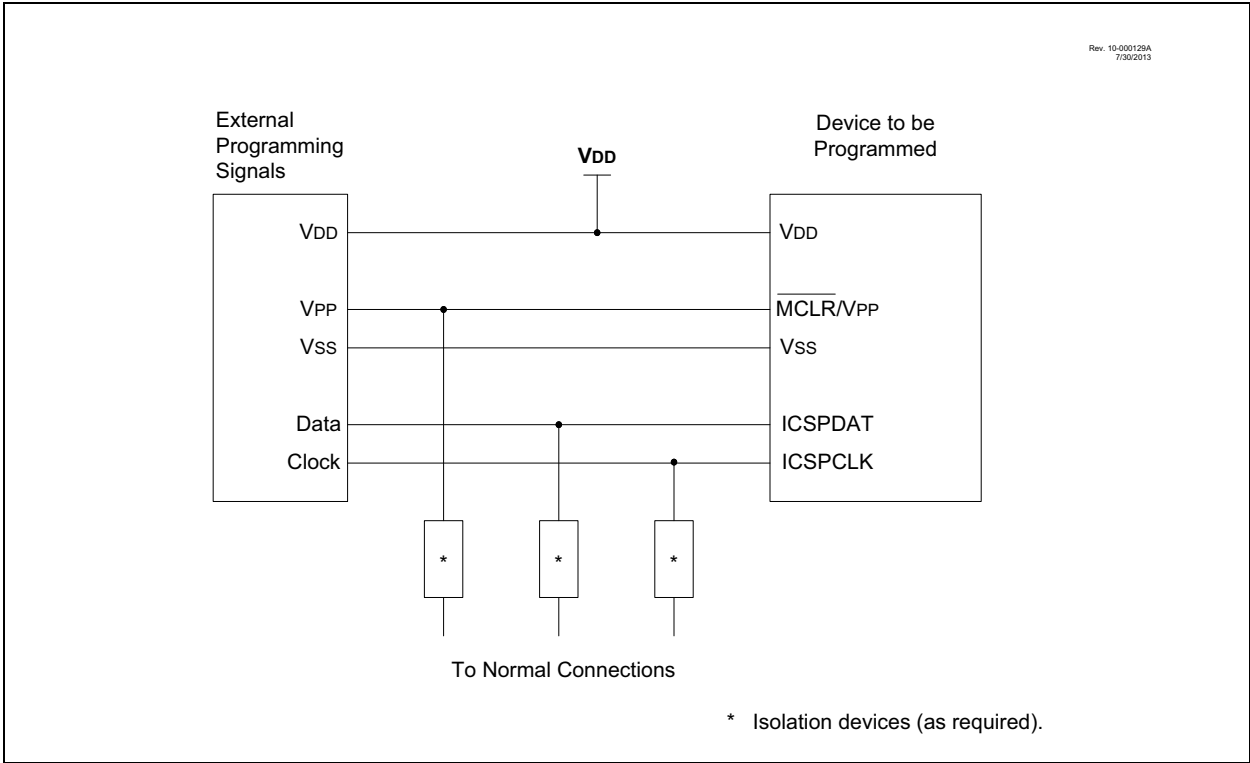 Rev. 10-000129A
7/30/2013
External
Programming
Signals
VDD
Device to be
Programmed
VDD
VDD
VPP
MCLR/VPP
VSS
VSS
Data
ICSPDAT
Clock
ICSPCLK
*
*
*
To Normal Connections
* Isolation devices (as required).